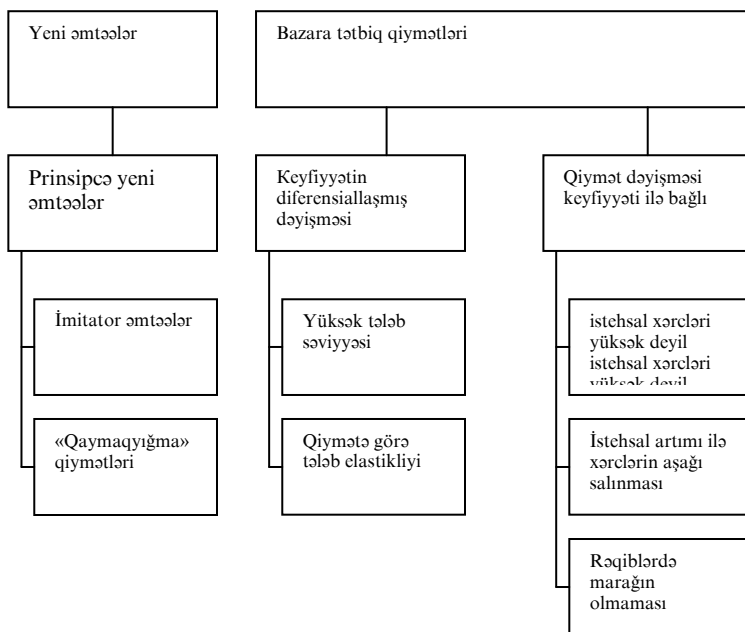 Yeni əmtəələr
Bazara tətbiq qiymətləri
Prinsipcə yeni
əmtəələr
Keyfiyyətin
diferensiallaşmış
dəyişməsi
Qiymət dəyişməsi
keyfiyyəti ilə bağlı
İmitator əmtəələr
Yüksək tələb
səviyyəsi
istehsal xərcləri
yüksək deyil
istehsal xərcləri
yüksək deyil
«Qaymaqyığma»
qiymətləri
Qiymətə görə
tələb elastikliyi
İstehsal artımı ilə
xərclərin aşağı
salınması
Rəqiblərdə
marağın
olmaması